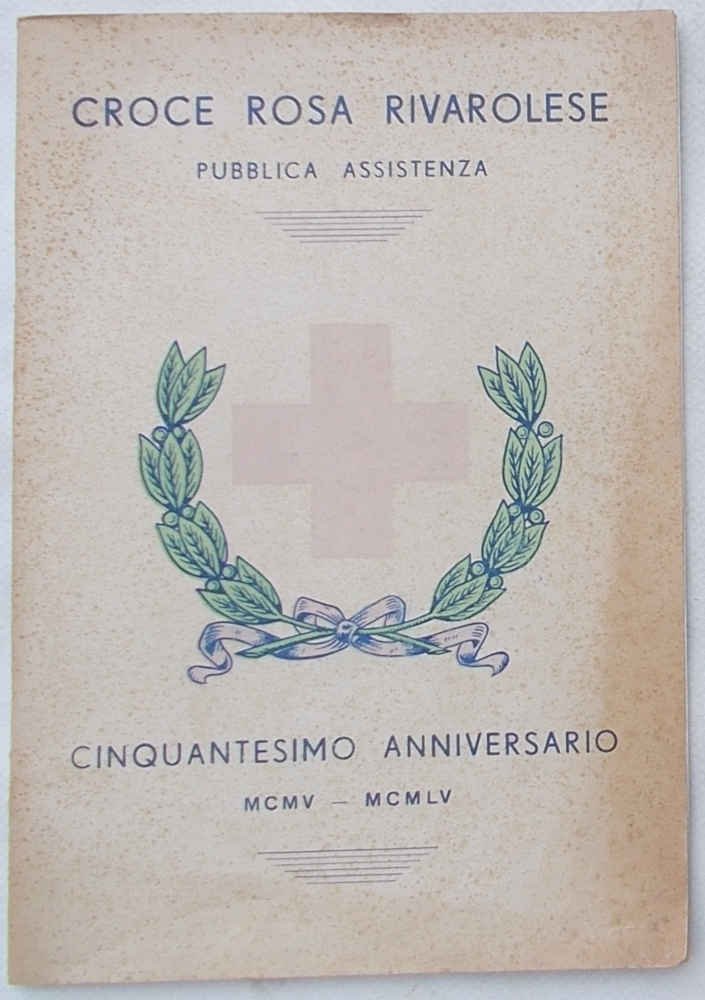 CROCE ROSA RIVAROLESE
PUBBLICA ASSISTENZA
CINQUANTESIMO ANNIVERSARIO
MCMV — MCMLV